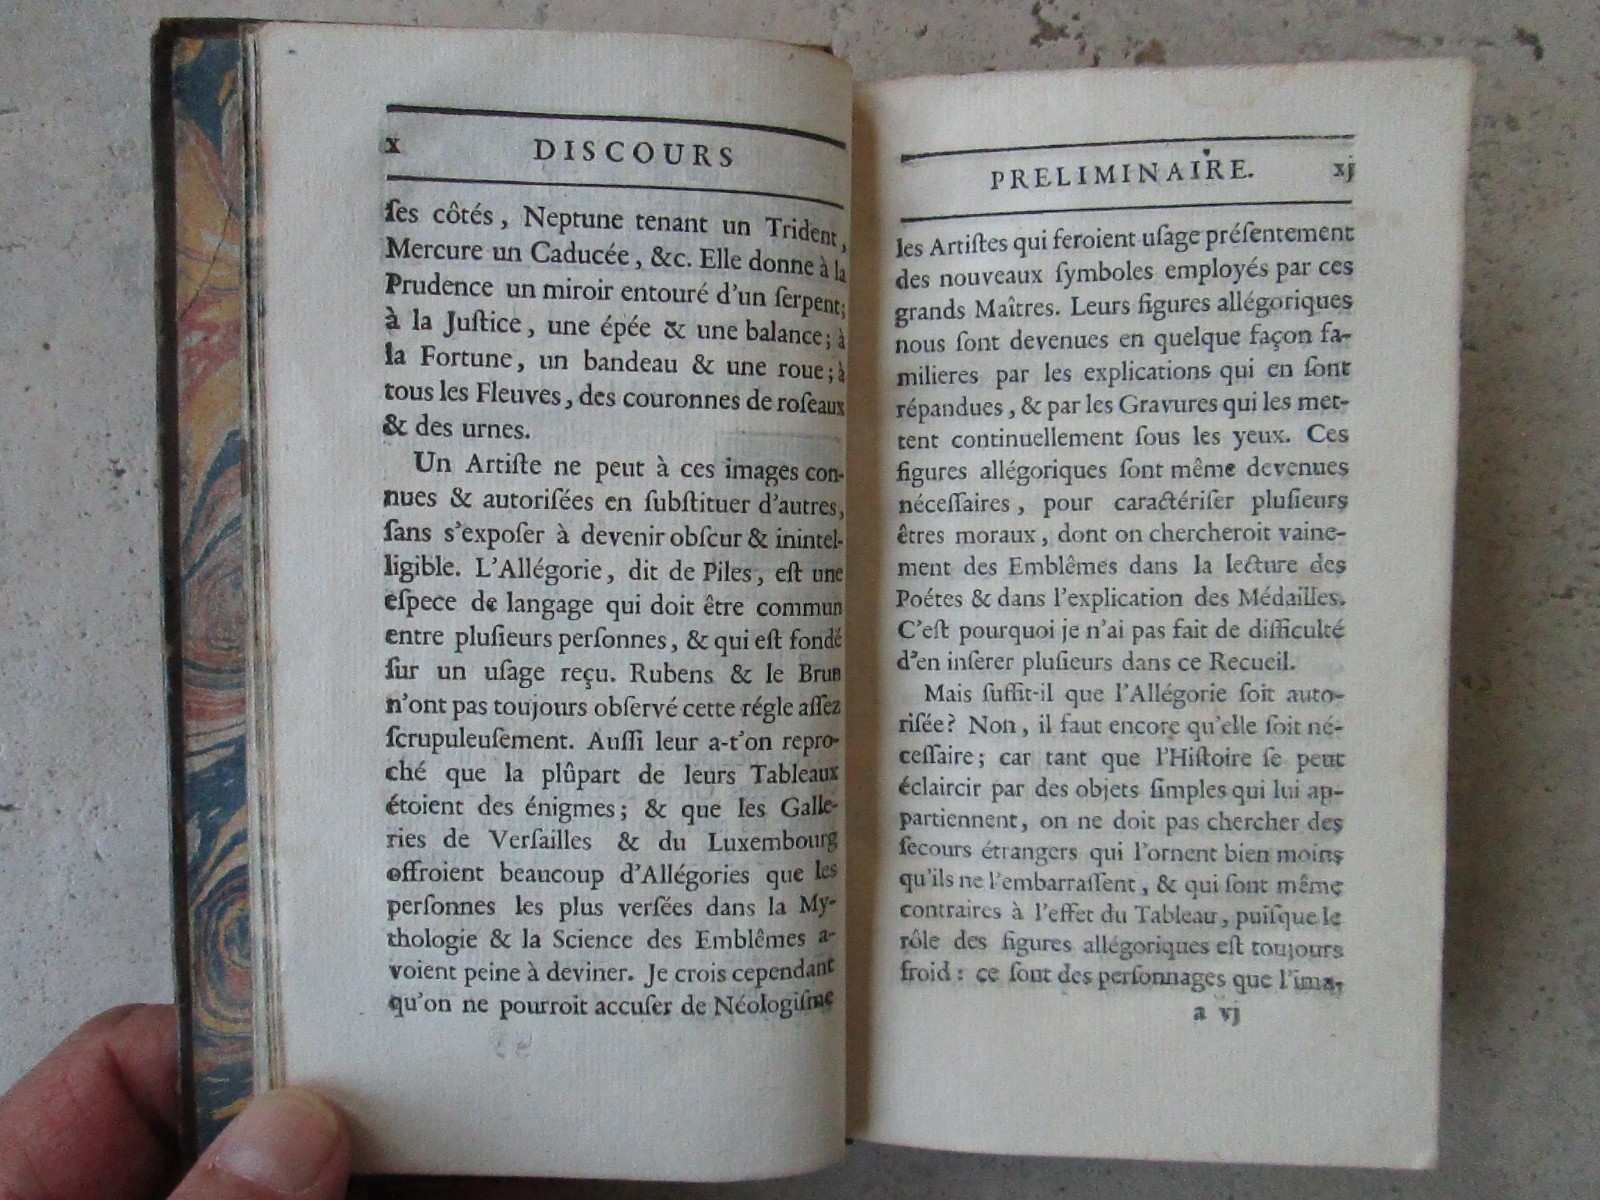 x DISCOURS
ſes côtés, Neptune tenant un Trident,
Mercure un Caducée, &c. Elle donne à la
Prudence un miroir entouré d'un ſerpent;
à la Juſtice, une épée & une balance; à
la Fortune, un bandeau & une roue; à
tous les Fleuves, des couronnes de roſeaux
& des urnes.
Un Artiſte ne peut à ces images con-
nues & autoriſées en ſubſtituer d'autres,
ſans s'expoſer à devenir obſcur & inintel-
ligible. L'Allégorie, dit de Piles, eſt une
eſpece de langage qui doit être commun
entre pluſieurs perſonnes, & qui eſt fondé
ſur un uſage reçu. Rubens & le Brun
n'ont pas toujours obſervé cette régle aſſez
ſcrupuleuſement. Auſſi leur a-t'on repro-
ché que la plûpart de leurs Tableaux
étoient des énigmes; & que les Galle-
ries de Verſailles & du Luxembourg
offroient beaucoup d'Allégories que les
perſonnes les plus verſées dans la My-
thologie & la Science des Emblêmes a-
voient peine à deviner. Je crois cependant
qu'on ne pourroit accuſer de Néologiſme
PRELIMINAIRE. xj
les Artiſtes qui feroient uſage préſentement
des nouveaux ſymboles employés par ces
grands Maîtres. Leurs figures allégoriques
nous ſont devenues en quelque façon fa-
milieres par les explications qui en ſont
répandues, & par les Gravures qui les met-
tent continuellement ſous les yeux. Ces
figures allégoriques ſont même devenues
néceſſaires, pour caractériſer pluſieurs
êtres moraux, dont on chercheroit vaine-
ment des Emblêmes dans la lecture des
Poétes & dans l'explication des Médailles.
C'eſt pourquoi je n'ai pas fait de difficulté
d'en inſerer pluſieurs dans ce Recueil.
Mais ſuffit-il que l'Allégorie ſoit auto-
riſée? Non, il faut encore qu'elle ſoit né-
ceſſaire; car tant que l'Hiſtoire ſe peut
éclaircir par des objets ſimples qui lui ap-
partiennent, on ne doit pas chercher des
ſecours étrangers qui l'ornent bien moins
qu'ils ne l'embarraſſent, & qui ſont même
contraires à l'effet du Tableau, puiſque le
rôle des figures allégoriques eſt toujours
froid: ce ſont des perſonnages que l'ima-
a vj